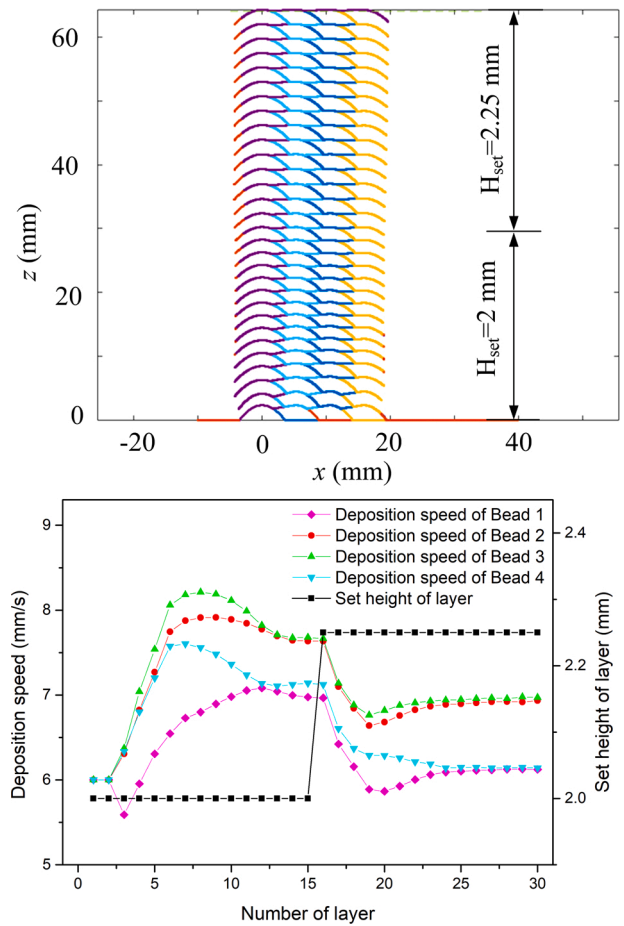 60
40
20
0
z (mm)
-20
0
20
40
x (mm)
Hset=2.25 mm
Hset=2 mm
9
8
7
6
5
Deposition speed (mm/s)
Deposition speed of Bead 1
Deposition speed of Bead 2
Deposition speed of Bead 3
Deposition speed of Bead 4
Set height of layer
2.4
2.2
2.0
Set height of layer (mm)
0
5
10
15
20
25
30
Number of layer